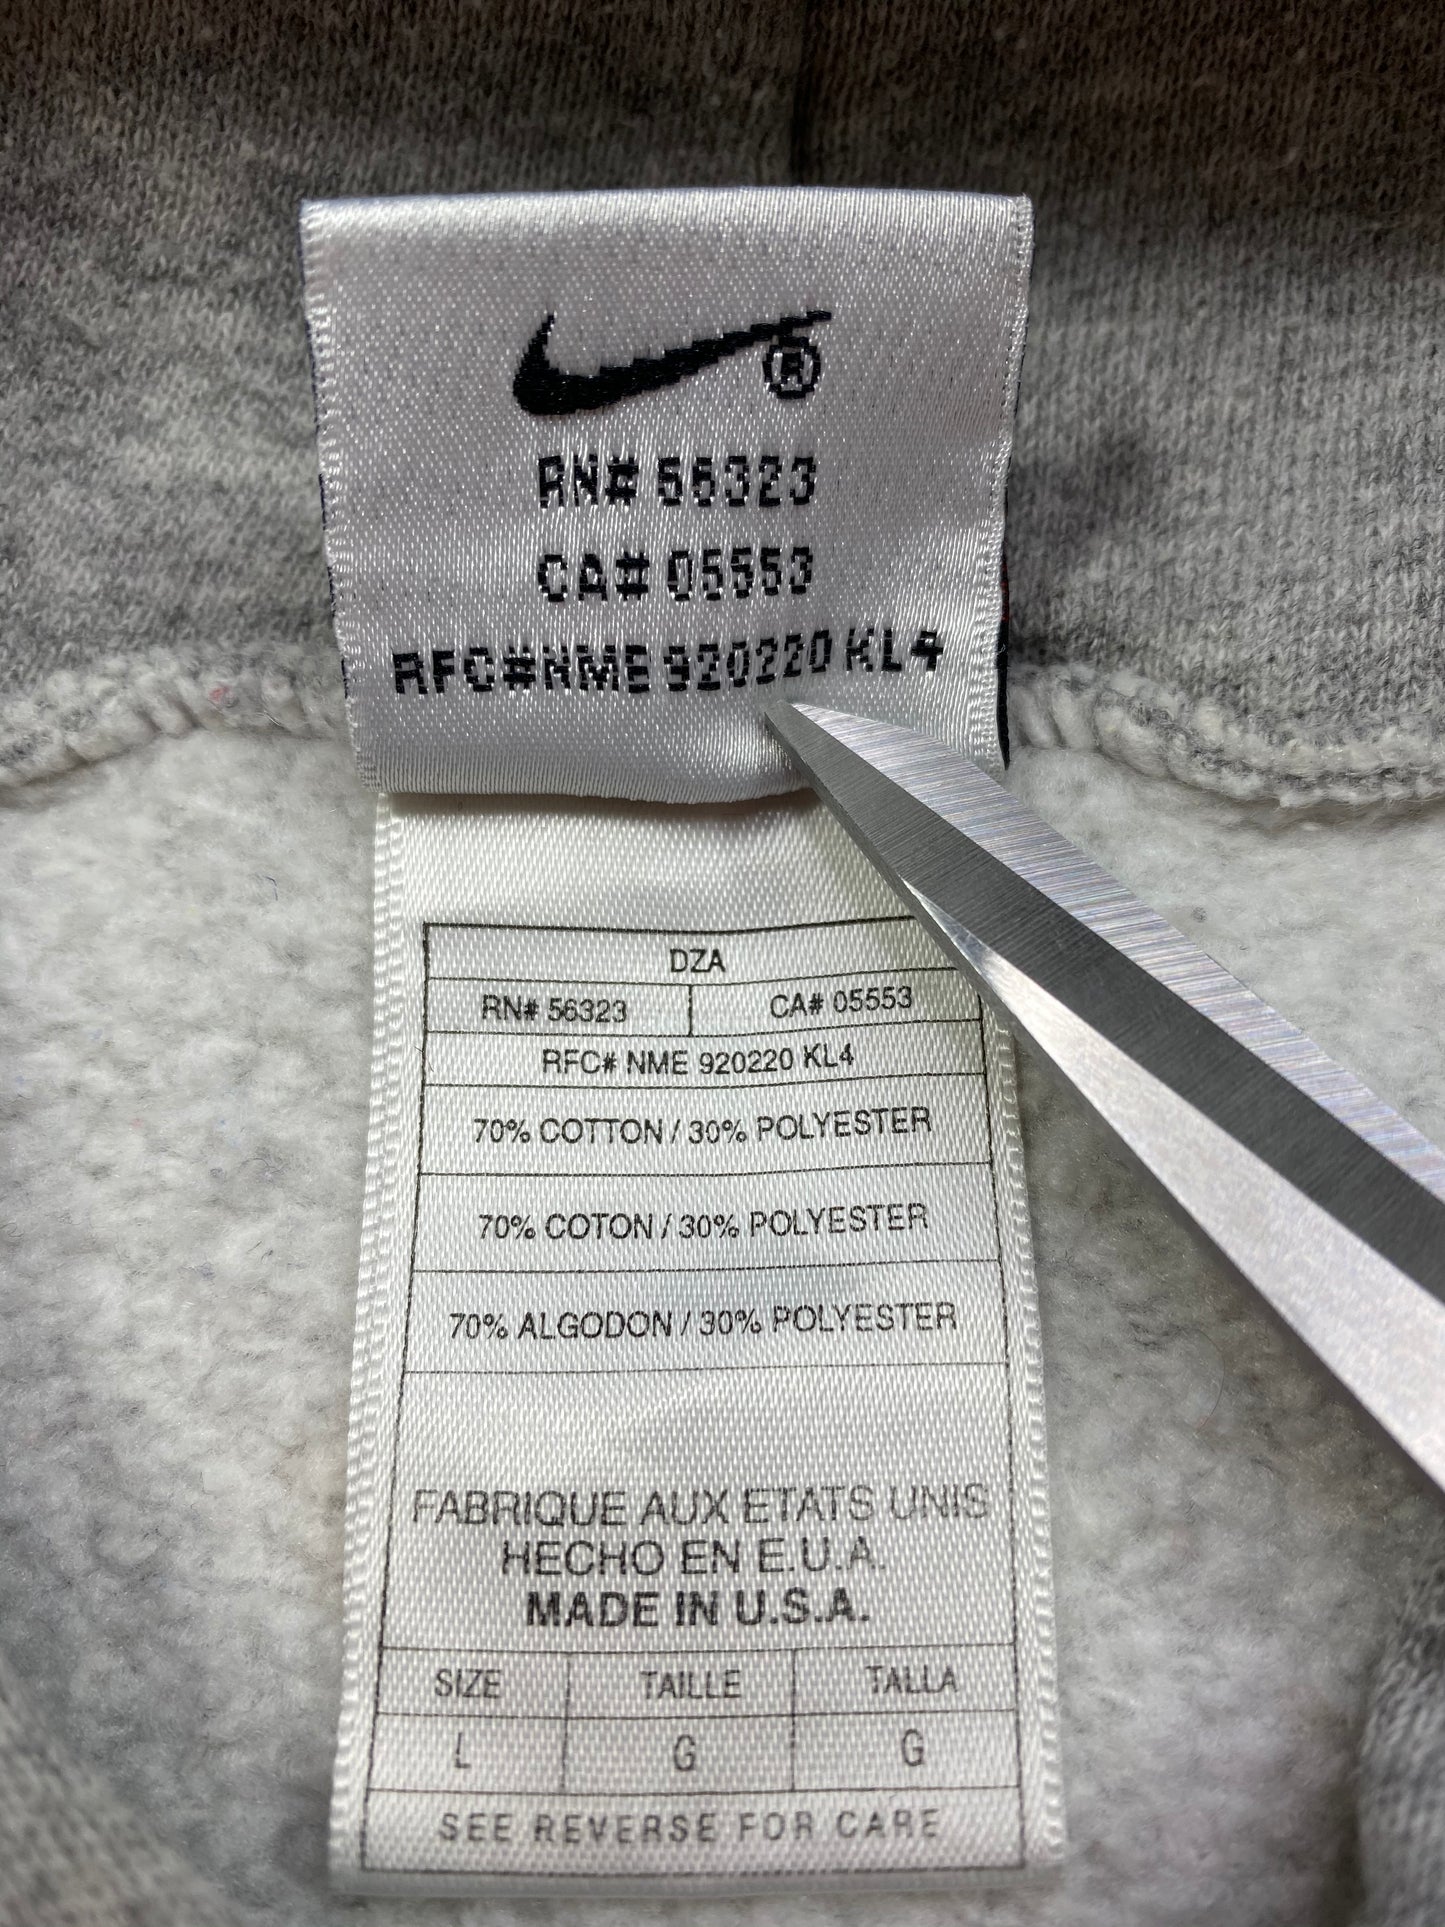 ®
RN# 56323
CA# 05553
RFC#NME 920220 KL4
DZA
RN# 56323 CA# 05553
RFC# NME 920220 KL4
70% COTTON / 30% POLYESTER
70% COTON / 30% POLYESTER
70% ALGODON / 30% POLYESTER
FABRIQUE AUX ETATS UNIS
HECHO EN E.U.A.
MADE IN U.S.A.
SIZE TAILLE TALLA
L G G
SEE REVERSE FOR CARE